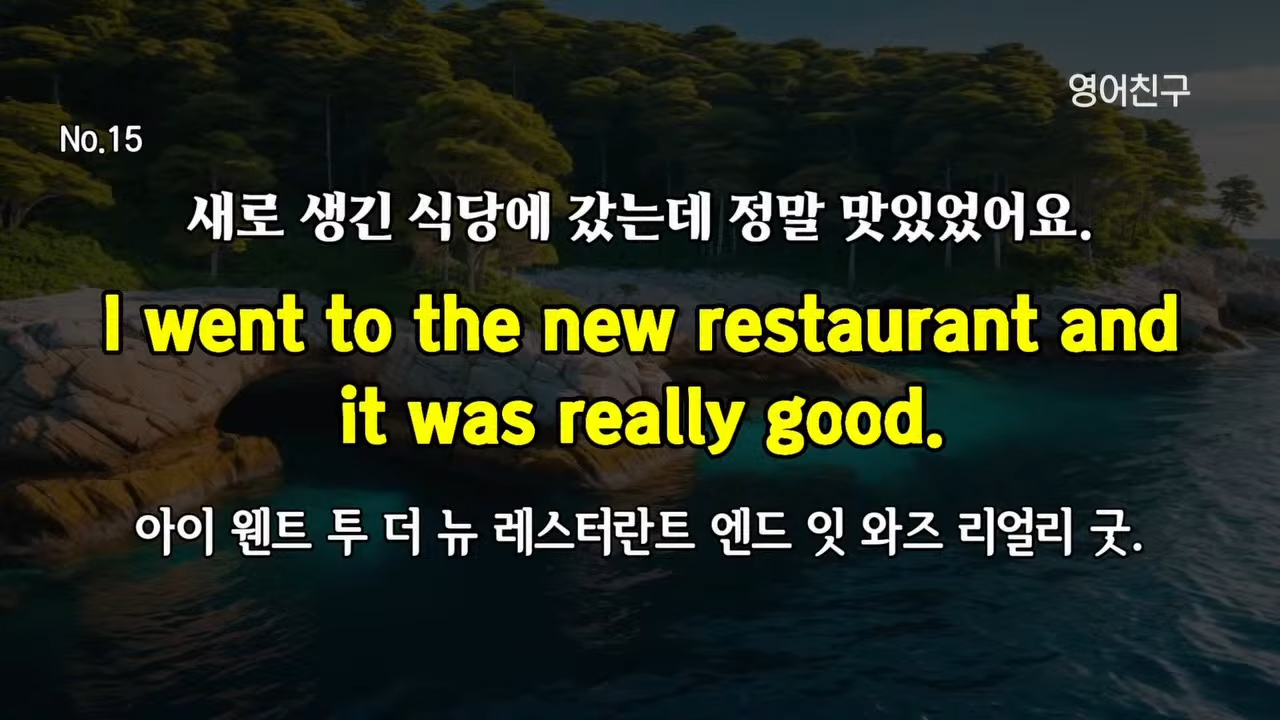 영어친구
No.15
새로 생긴 식당에 갔는데 정말 맛있었어요.
I went to the new restaurant and
it was really good.
아이 웬트 투 더 뉴 레스터란트 엔드 잇 와즈 리얼리 굿.